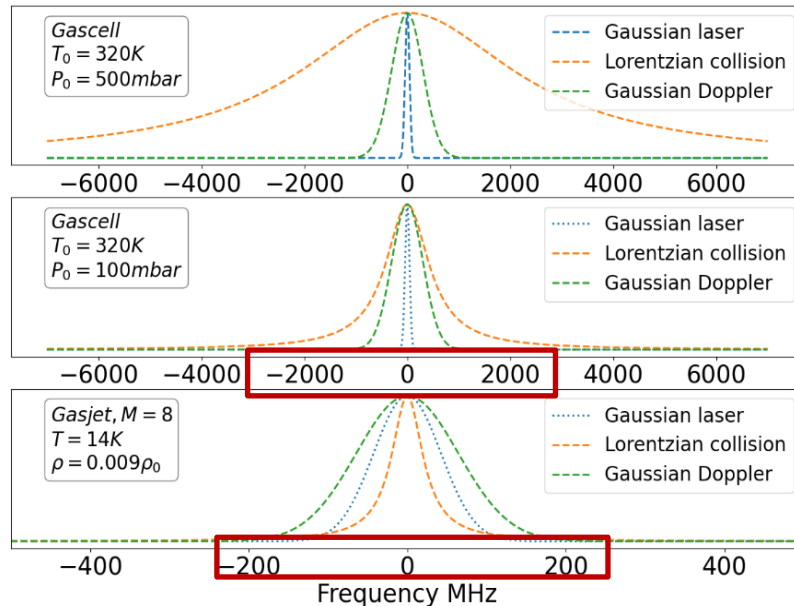 Gascell
T₀ = 320K
P₀ = 500mbar
Gaussian laser
Lorentzian collision
Gaussian Doppler
−6000 −4000 −2000 0 2000 4000 6000
Gascell
T₀ = 320K
P₀ = 100mbar
Gaussian laser
Lorentzian collision
Gaussian Doppler
−6000 −4000 −2000 0 2000 4000 6000
Gasjet, M = 8
T = 14K
ρ = 0.009ρ₀
Gaussian laser
Lorentzian collision
Gaussian Doppler
−400 −200 0 200 400
Frequency MHz